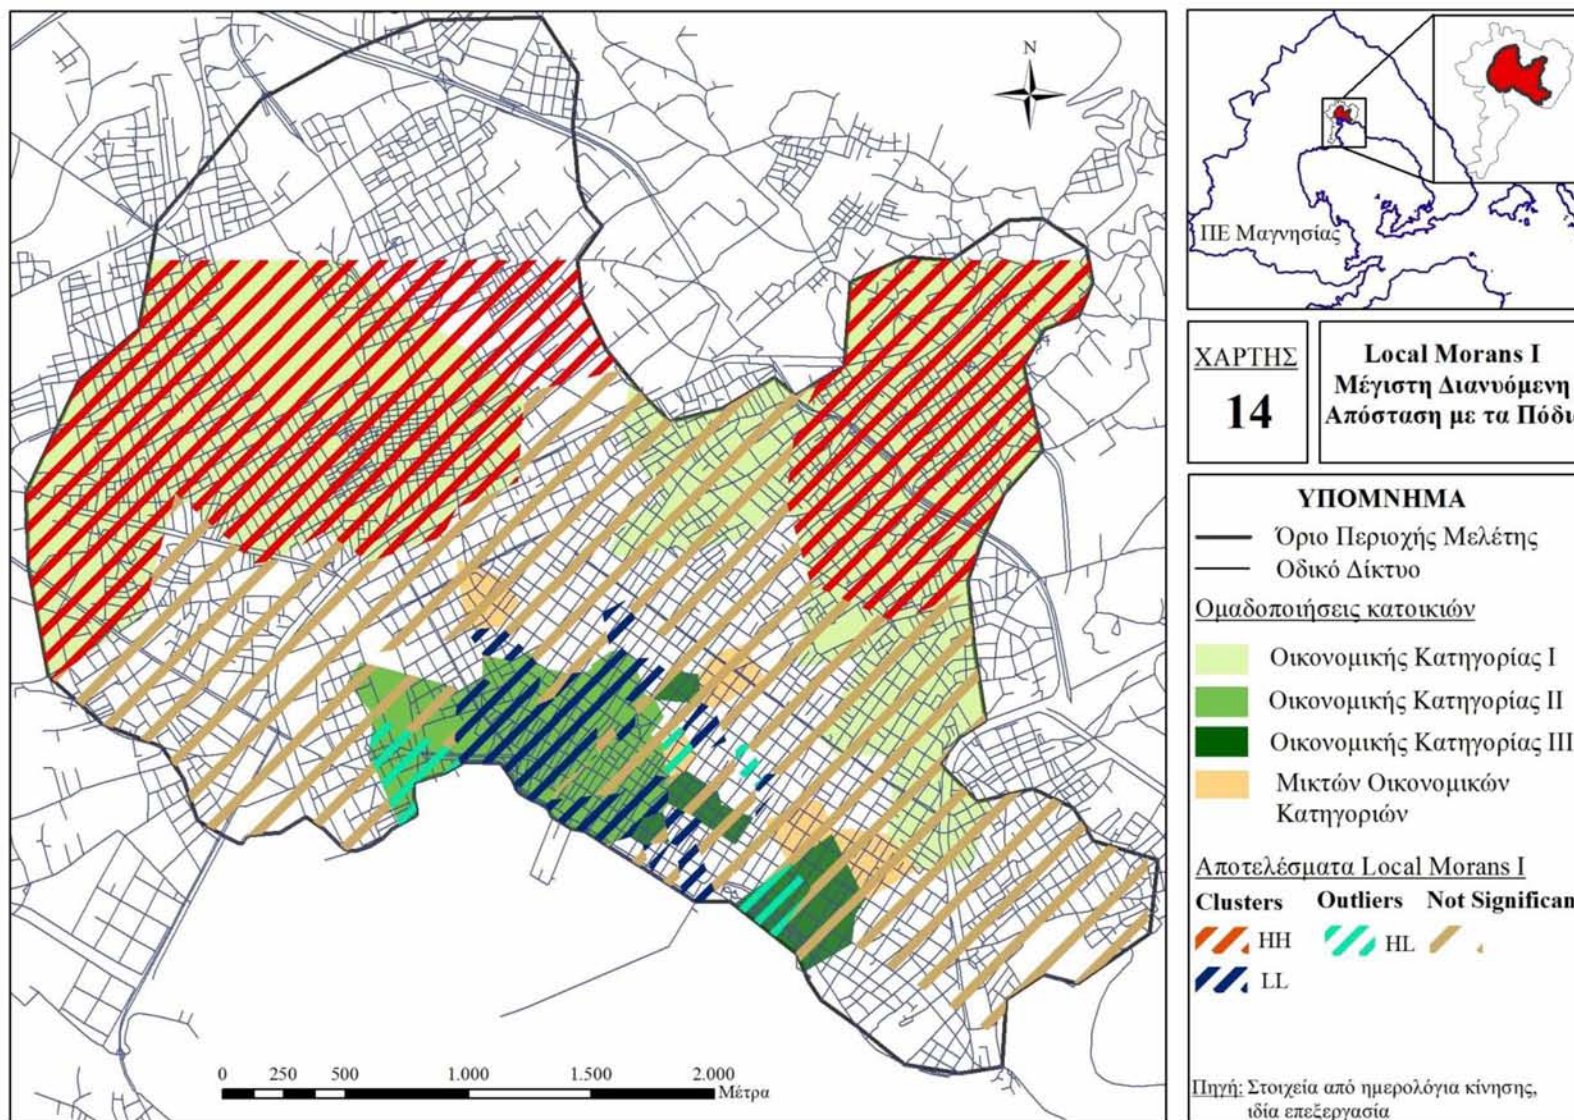 N
ΠΕ Μαγνησίας
ΧΑΡΤΗΣ
14
Local Morans I
Μέγιστη Διανυόμενη
Απόσταση με τα Πόδι
ΥΠΟΜΝΗΜΑ
Όριο Περιοχής Μελέτης
Οδικό Δίκτυο
Ομαδοποιήσεις κατοικιών
Οικονομικής Κατηγορίας I
Οικονομικής Κατηγορίας II
Οικονομικής Κατηγορίας III
Μικτών Οικονομικών
Κατηγοριών
Αποτελέσματα Local Morans I
Clusters Outliers Not Significan
HH HL
LL
0 250 500 1.000 1.500 2.000
Μέτρα
Πηγή: Στοιχεία από ημερολόγια κίνησης,
ιδία επεξεργασία